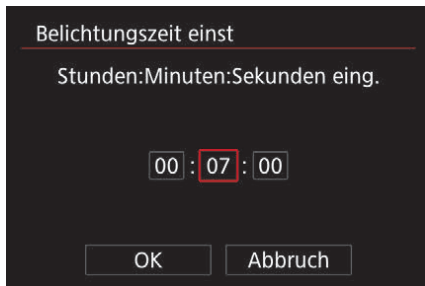 Belichtungszeit einst
Stunden:Minuten:Sekunden eing.
00 : 07 : 00
OK Abbruch